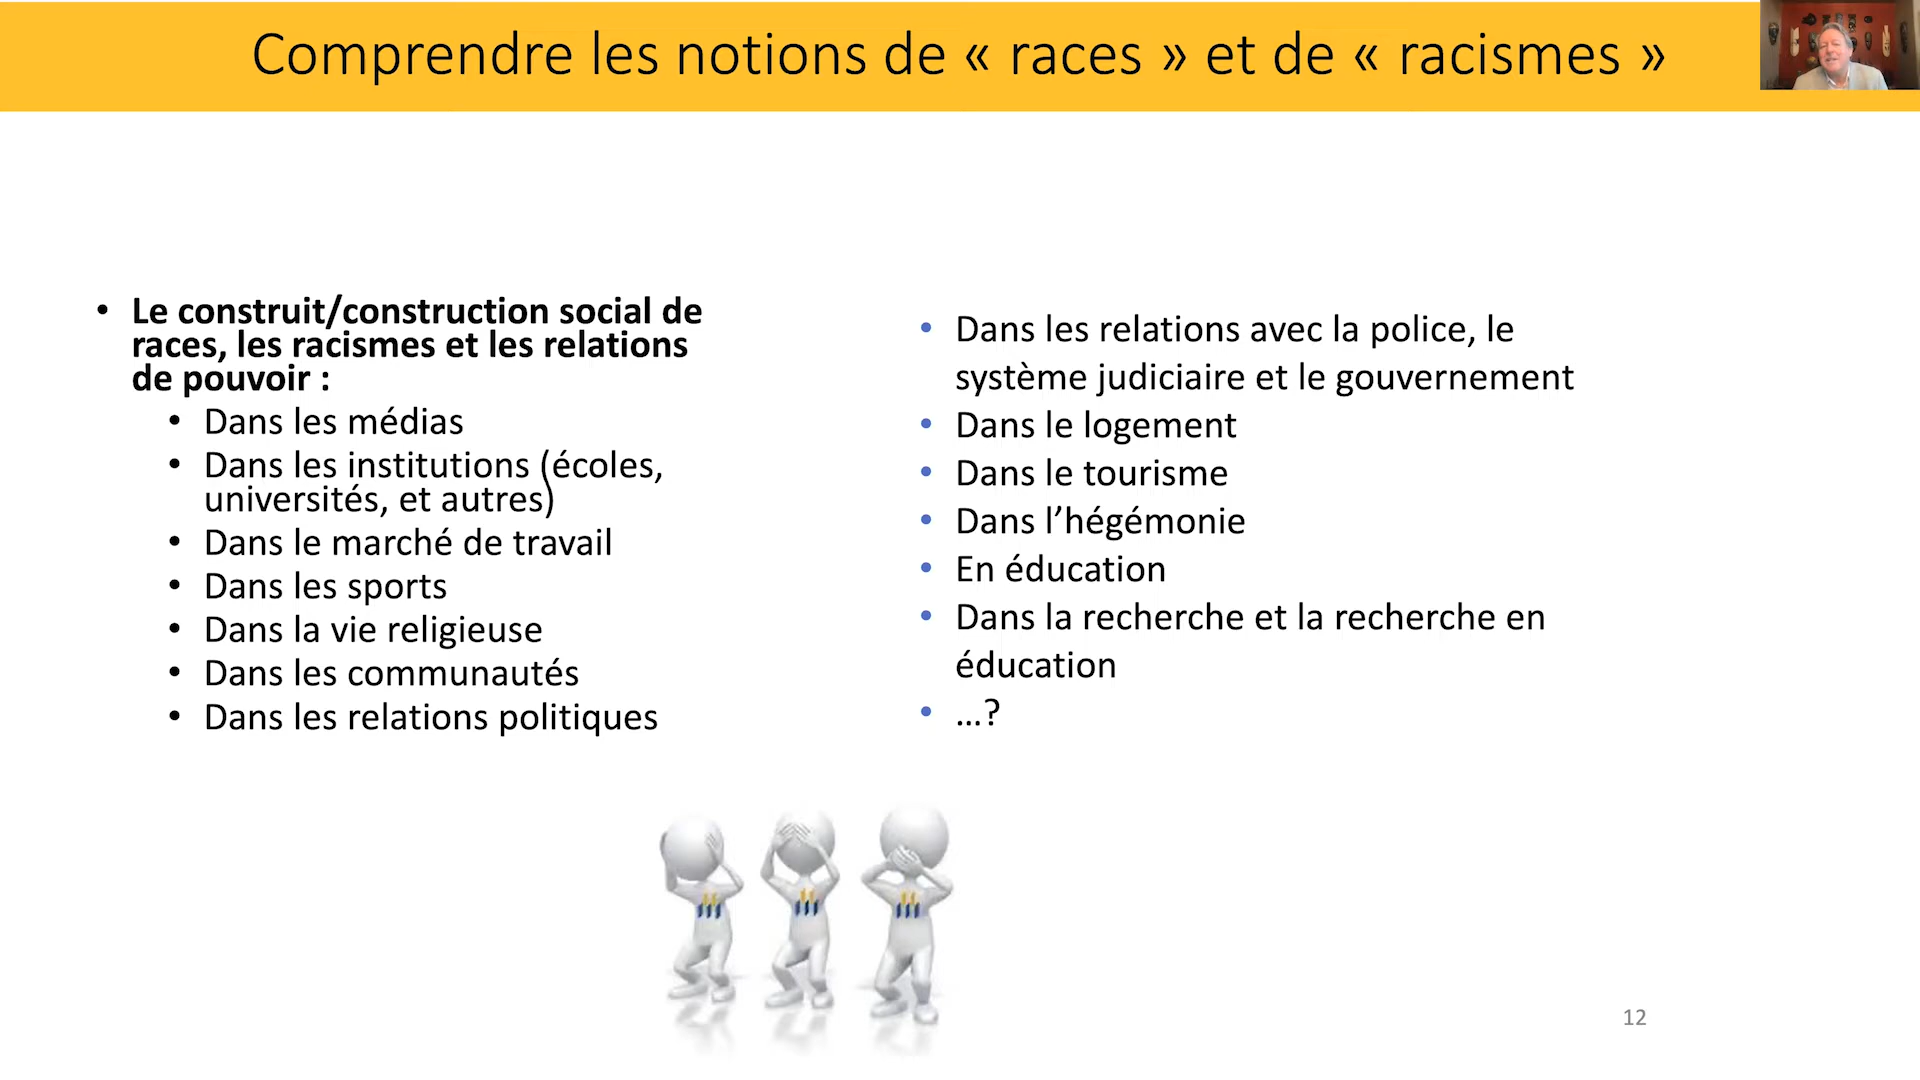 Comprendre les notions de « races » et de « racismes »
• Le construit/construction social de
races, les racismes et les relations
de pouvoir :
• Dans les médias
• Dans les institutions (écoles,
universités, et autres)
• Dans le marché de travail
• Dans les sports
• Dans la vie religieuse
• Dans les communautés
• Dans les relations politiques
• Dans les relations avec la police, le
système judiciaire et le gouvernement
• Dans le logement
• Dans le tourisme
• Dans l’hégémonie
• En éducation
• Dans la recherche et la recherche en
éducation
• …?
12